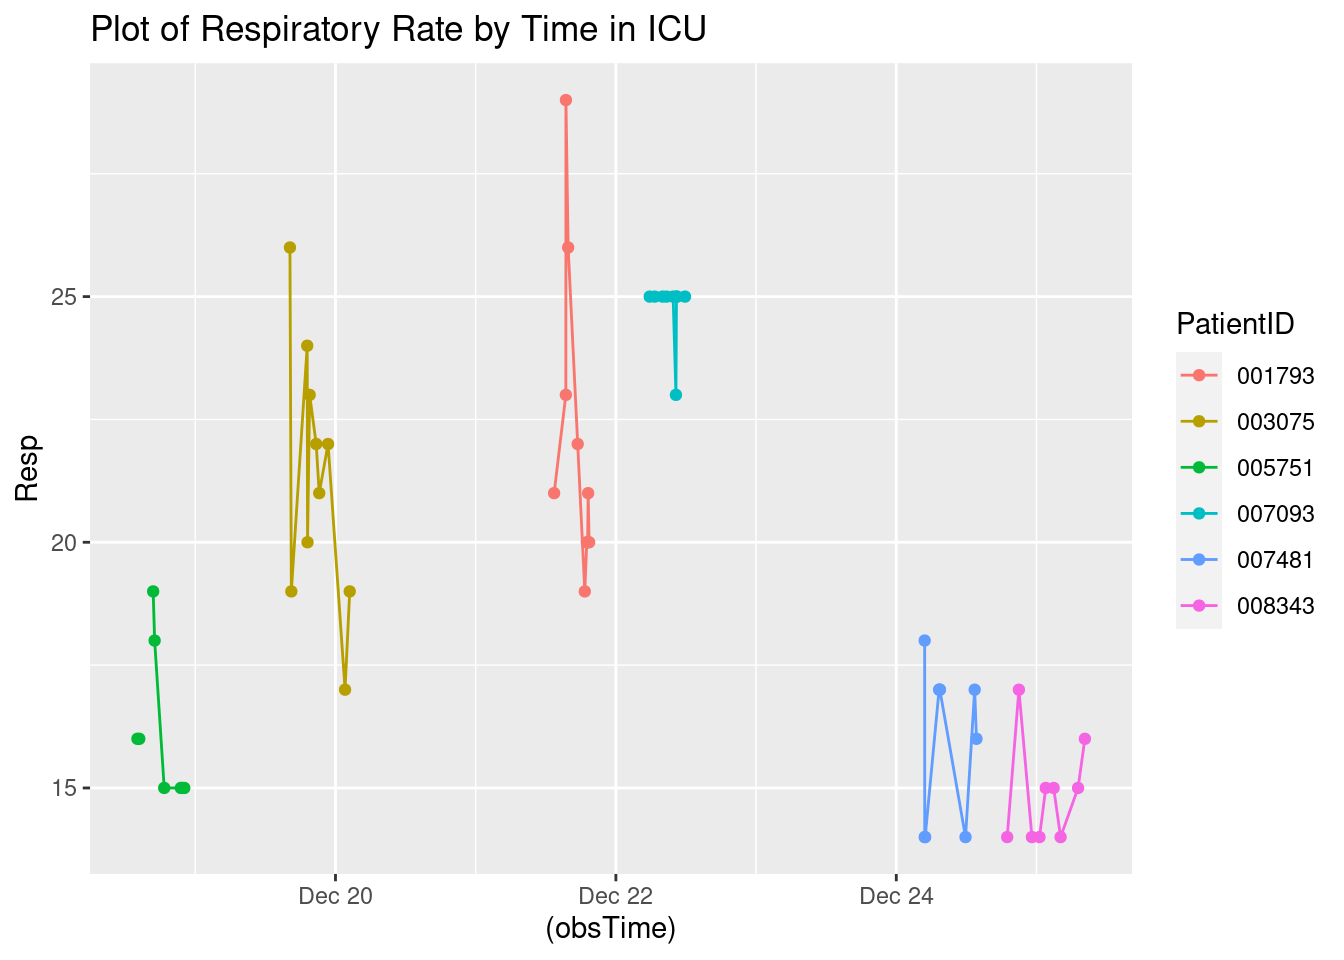 Plot of Respiratory Rate by Time in ICU
Resp
25
20
15
Dec 20
Dec 22
Dec 24
(obsTime)
PatientID
001793
003075
005751
007093
007481
008343